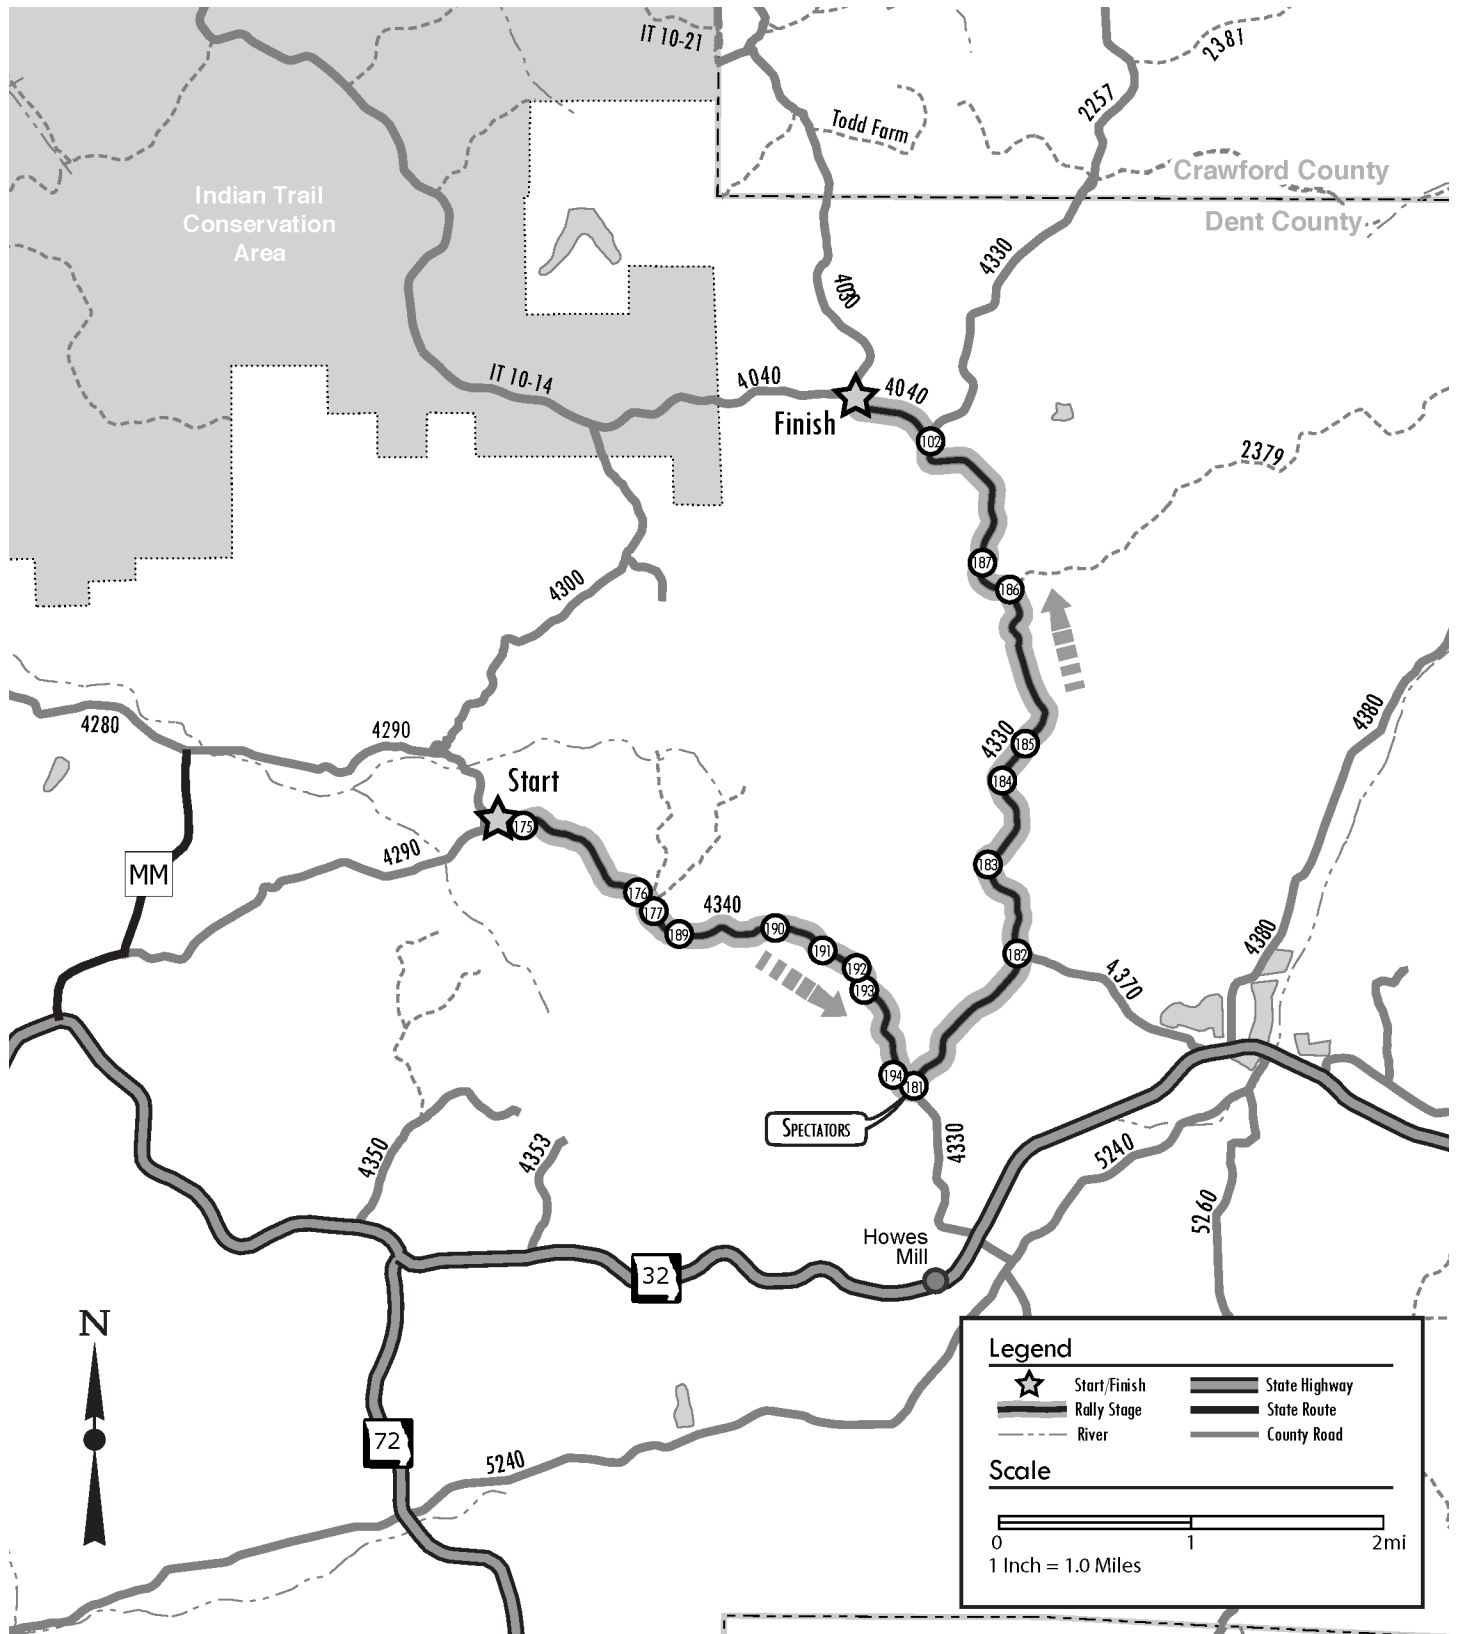 IT 10-21
2381
2257
Todd Farm
Crawford County
Dent County
Indian Trail
Conservation
Area
4330
4030
IT 10-14
4040
4040
Finish
102
2379
187
186
4300
4280
4290
4380
4330
185
184
Start
175
4290
MM
183
176
177
189
4340
190
191
192
193
182
4380
4370
194
181
SPECTATORS
4330
4350
4353
5240
5260
Howes
Mill
32
N
72
5240
Legend
Start/Finish
State Highway
Rally Stage
State Route
River
County Road
Scale
0
1
2mi
1 Inch = 1.0 Miles